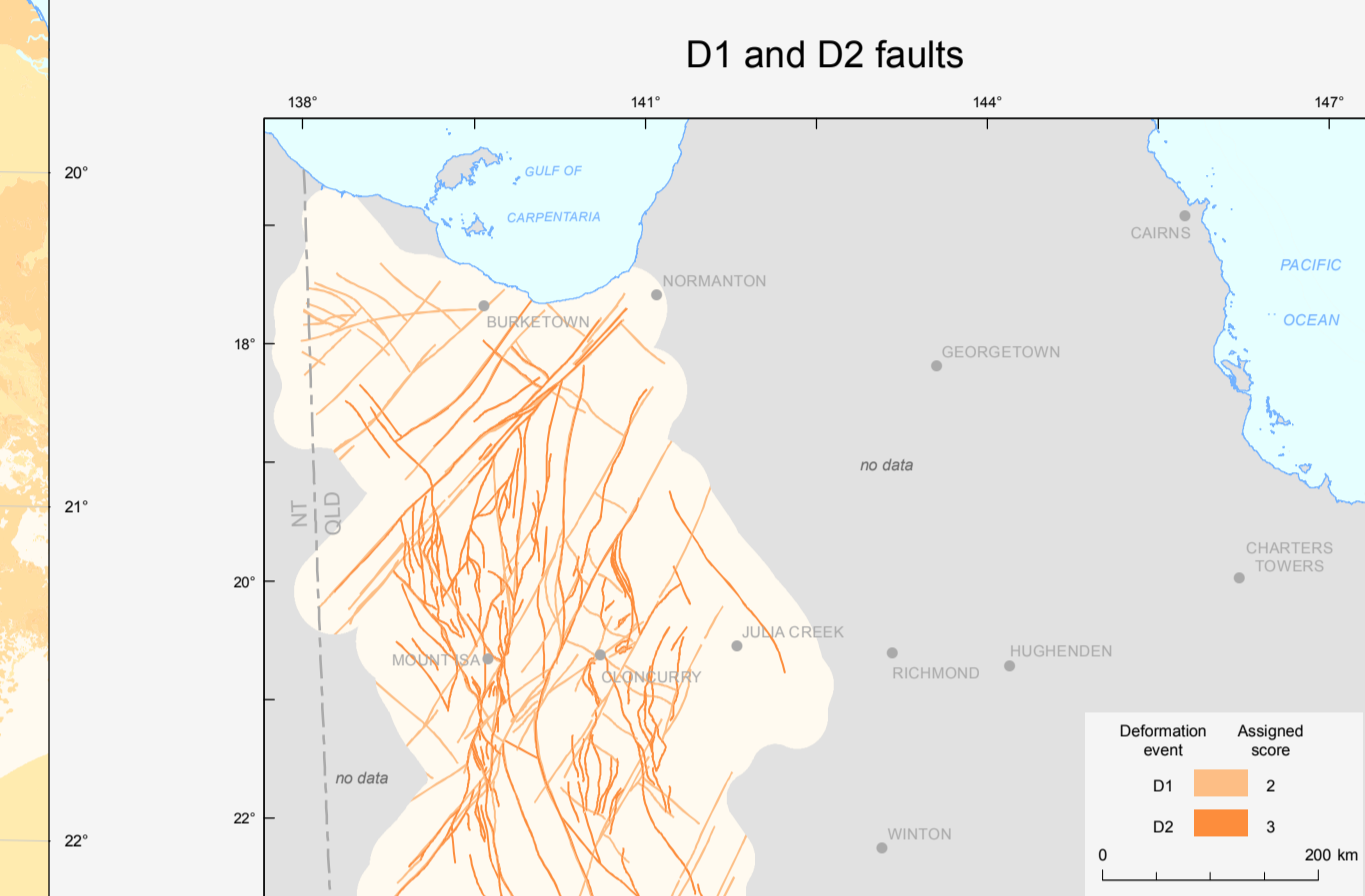 D1 and D2 faults
138°
141°
144°
147°
20°
21°
22°
18°
20°
22°
GULF OF
CARPENTARIA
CAIRNS
PACIFIC
OCEAN
NORMANTON
BURKETOWN
GEORGETOWN
no data
NT
QLD
CHARTERS
TOWERS
JULIA CREEK
MOUNT ISA
CLONCURRY
RICHMOND
HUGHENDEN
no data
WINTON
Deformation event
Assigned score
D1 2
D2 3
0 200 km